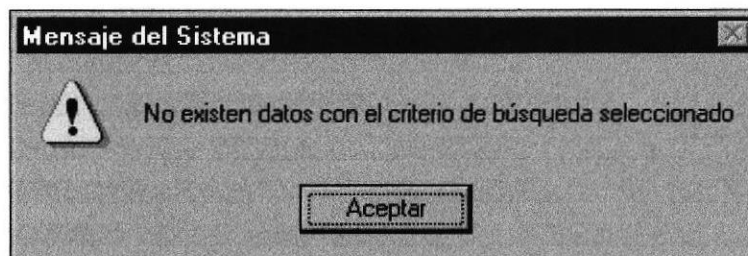 Mensaje del Sistema
No existen datos con el criterio de búsqueda seleccionado
Aceptar